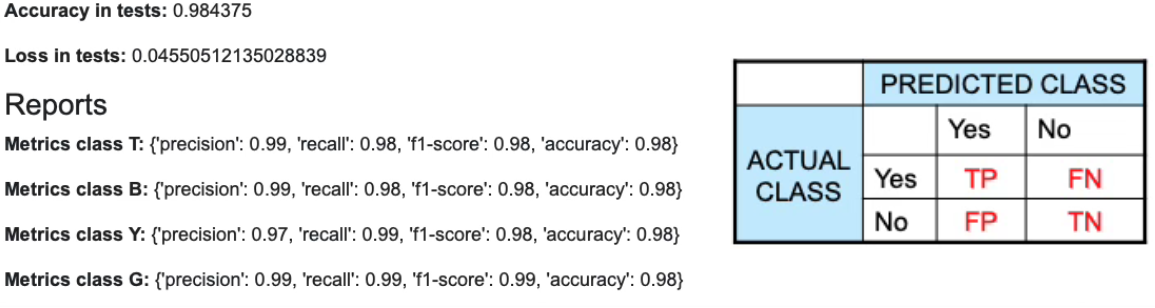 Accuracy in tests: 0.984375
Loss in tests: 0.04550512135028839
Reports
Metrics class T: {'precision': 0.99, 'recall': 0.98, 'f1-score': 0.98, 'accuracy': 0.98}
Metrics class B: {'precision': 0.99, 'recall': 0.98, 'f1-score': 0.98, 'accuracy': 0.98}
Metrics class Y: {'precision': 0.97, 'recall': 0.99, 'f1-score': 0.98, 'accuracy': 0.98}
Metrics class G: {'precision': 0.99, 'recall': 0.99, 'f1-score': 0.99, 'accuracy': 0.98}
PREDICTED CLASS
Yes No
ACTUAL
CLASS
Yes TP FN
No FP TN